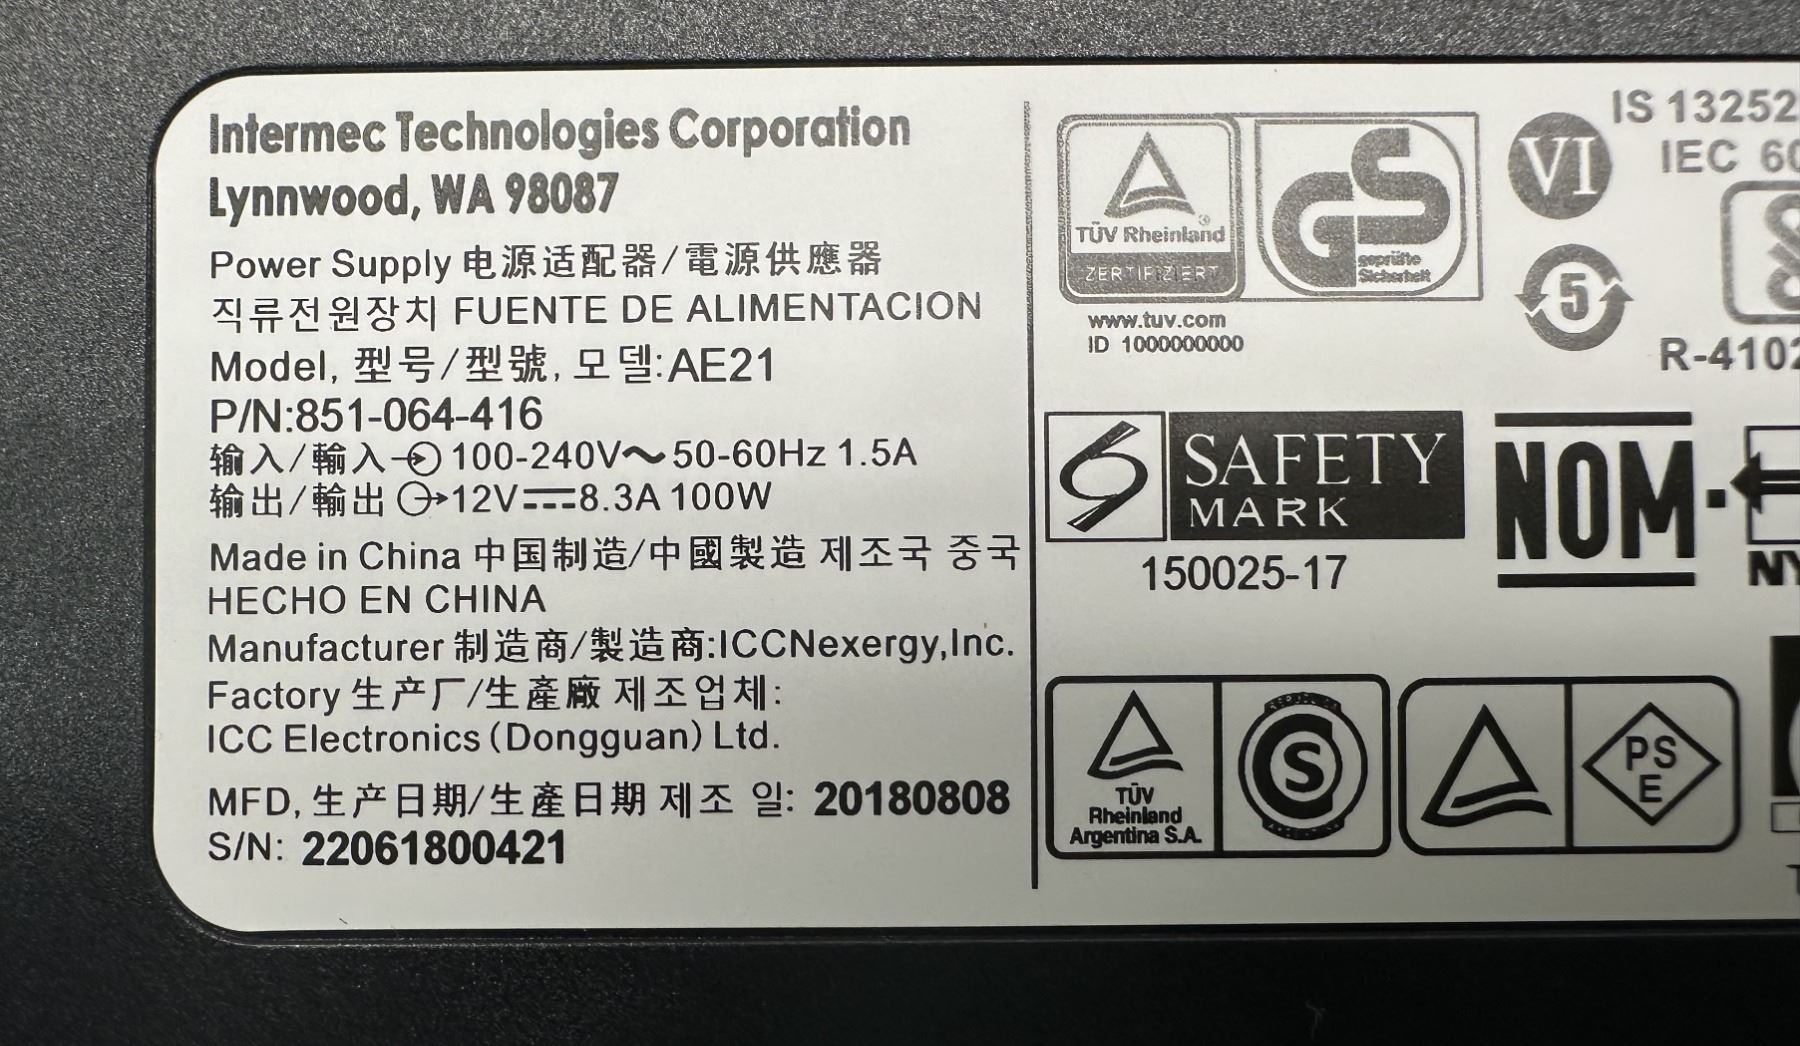 Intermec Technologies Corporation
Lynnwood, WA 98087
Power Supply 电源适配器/電源供應器
직류전원장치 FUENTE DE ALIMENTACION
Model, 型号/型號, 모델:AE21
P/N:851-064-416
输入/輸入 100-240V~50-60Hz 1.5A
输出/輸出 12V⎓8.3A 100W
Made in China 中国制造/中國製造 제조국 중국
HECHO EN CHINA
Manufacturer 制造商/製造商:ICCNexergy,Inc.
Factory 生产厂/生產廠 제조업체:
ICC Electronics (Dongguan) Ltd.
MFD, 生产日期/生產日期 제조 일: 20180808
S/N: 22061800421
TÜV Rheinland
®
ZERTIFIZIERT
GS
geprüfte
Sicherheit
www.tuv.com
ID 1000000000
VI
5
IS 13252
IEC 60
R-4102
SAFETY
MARK
150025-17
NOM
NY
TÜV
Rheinland
Argentina S.A.
S
PS
E